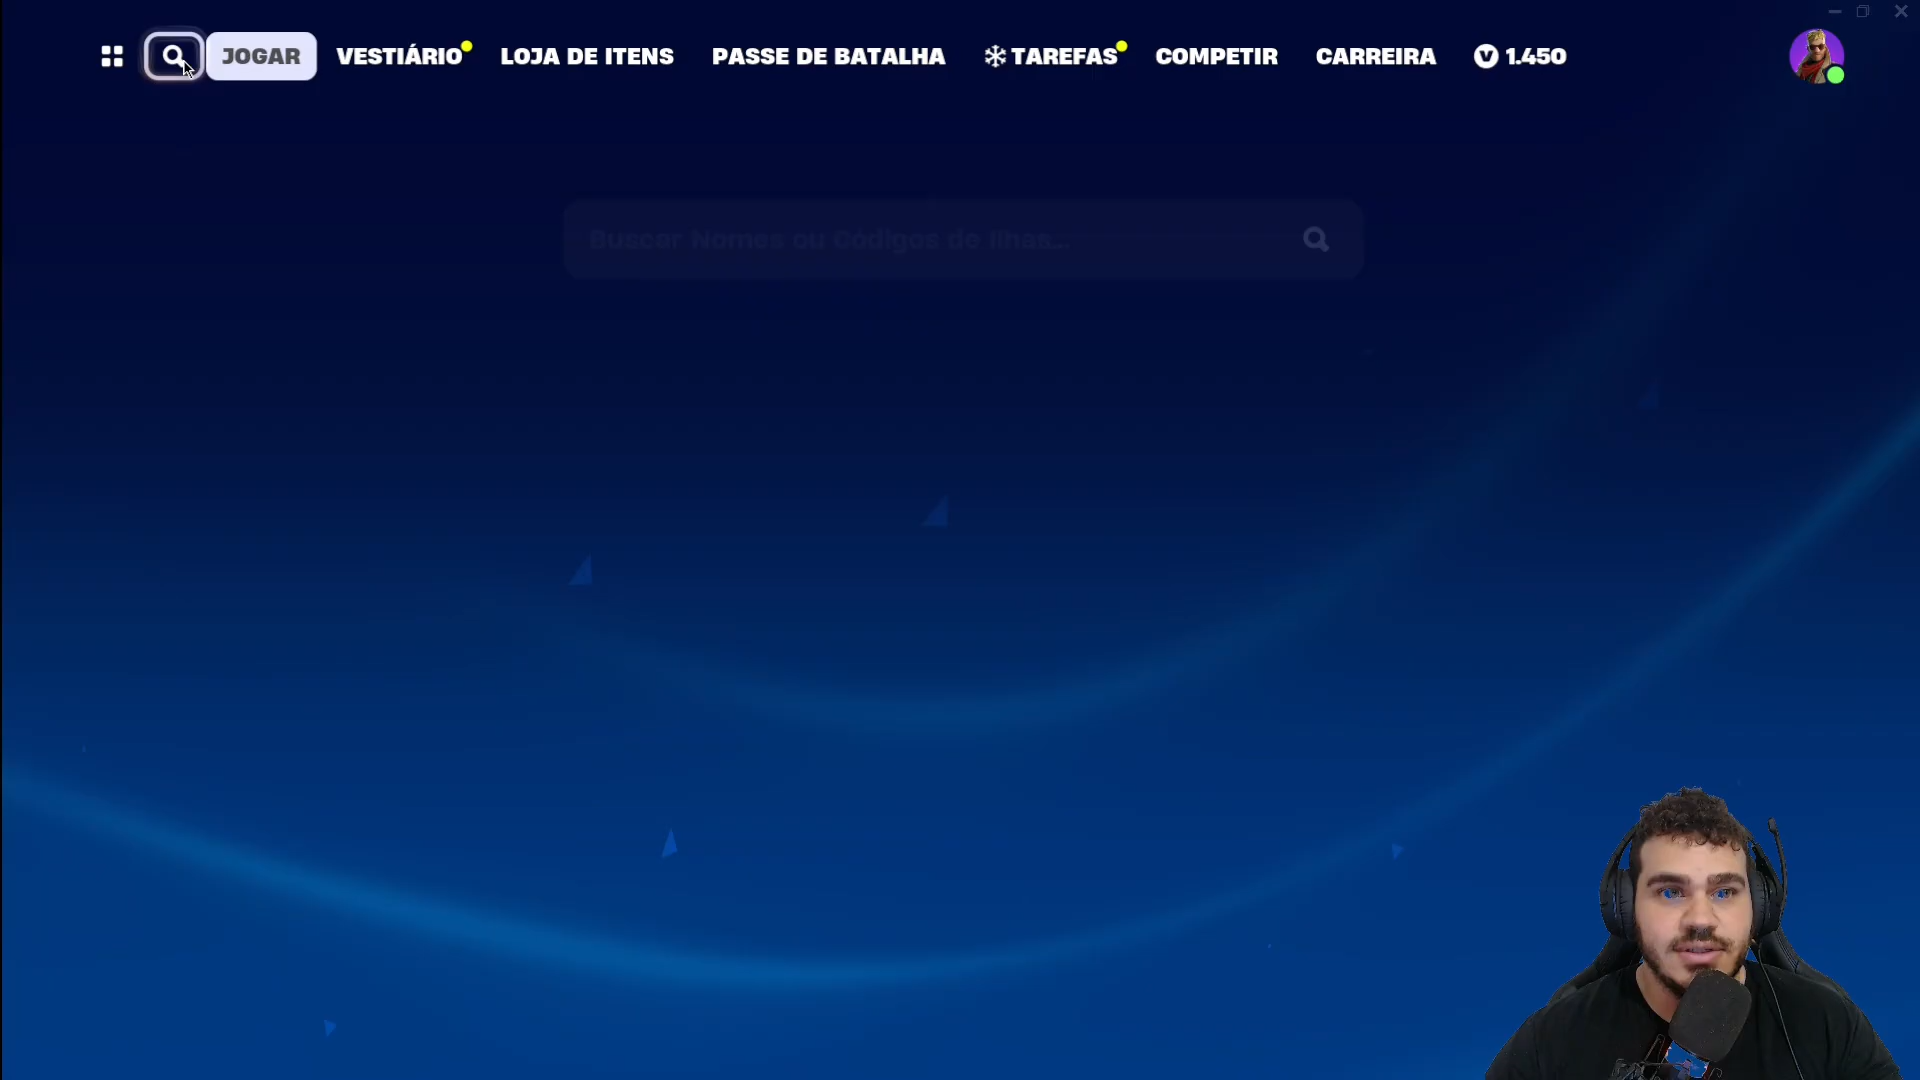 JOGAR
VESTIÁRIO
LOJA DE ITENS
PASSE DE BATALHA
TAREFAS
COMPETIR
CARREIRA
V 1.450
Buscar Nomes ou Códigos de Ilhas...